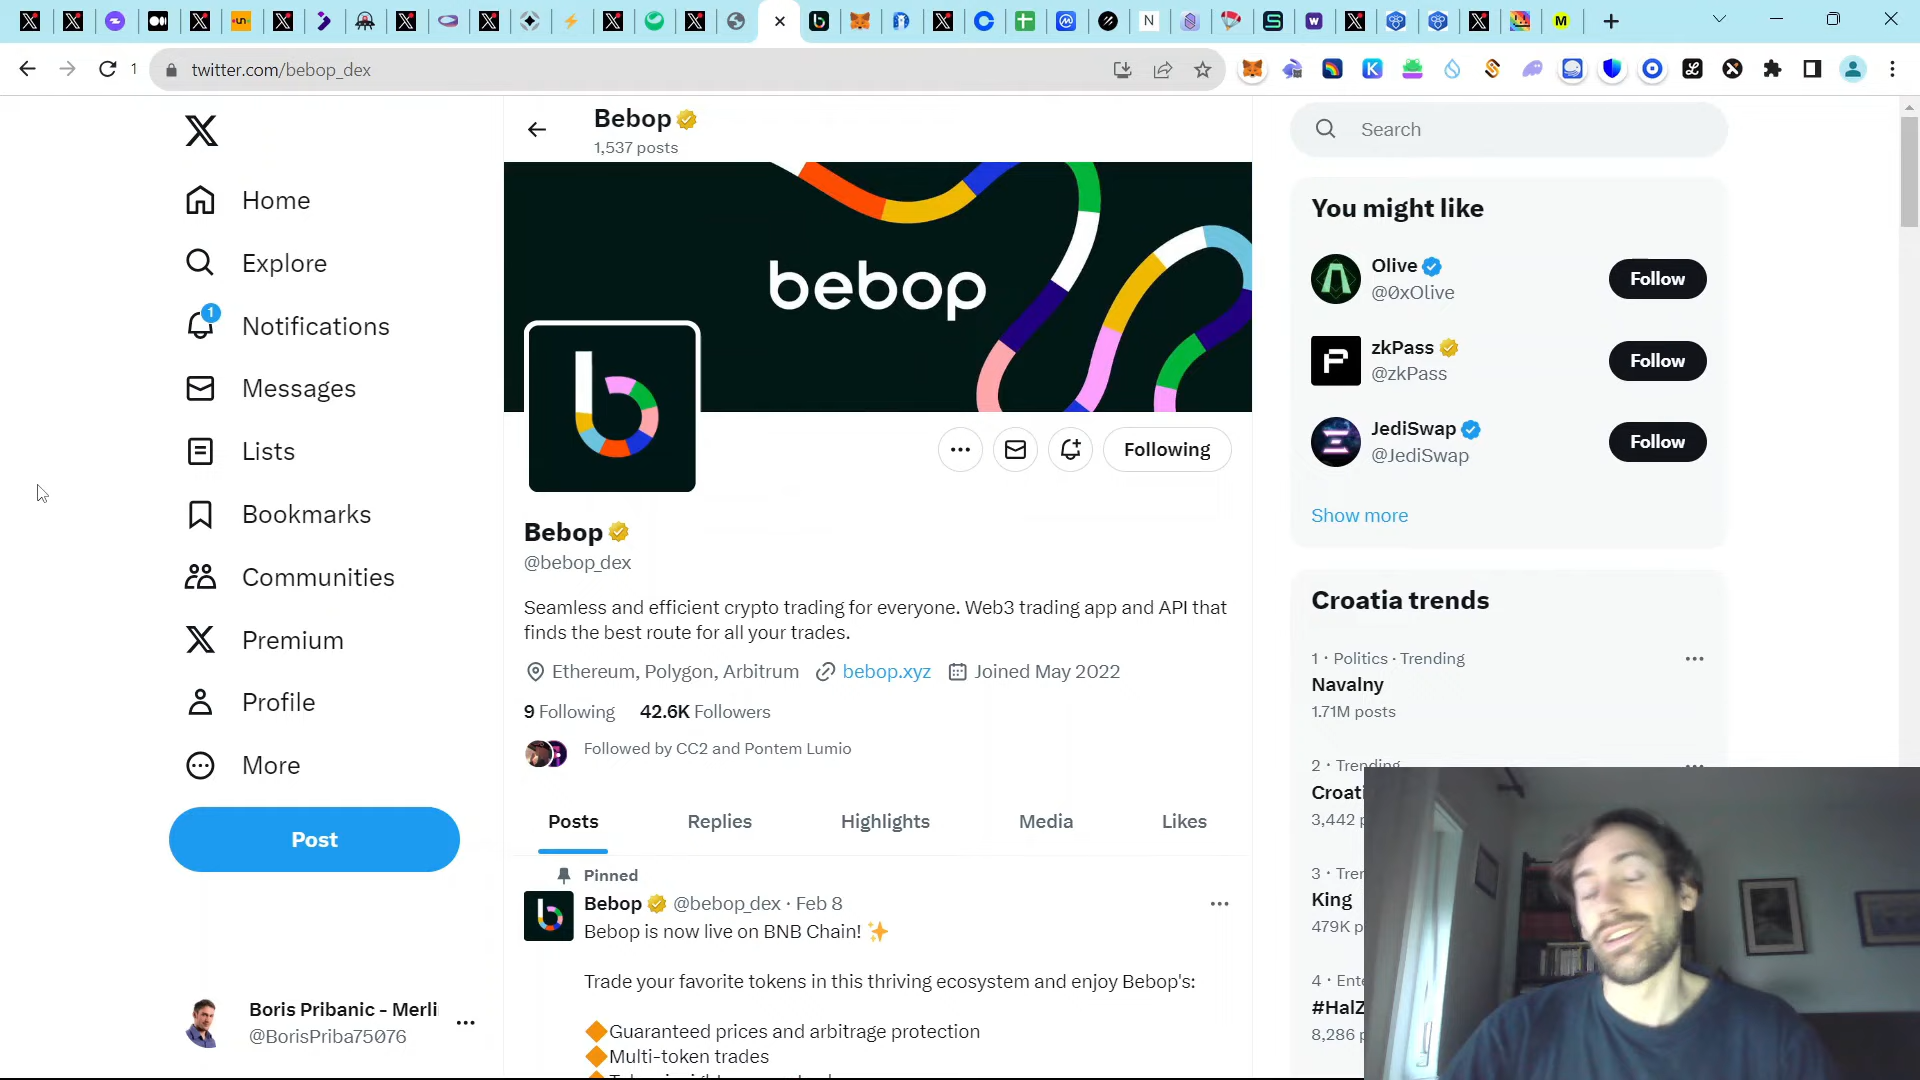 1
twitter.com/bebop_dex
Bebop
1,537 posts
Search
Home
Explore
1
Notifications
Messages
Lists
Bookmarks
Communities
Premium
Profile
More
Post
Boris Pribanic - Merli
@BorisPriba75076
bebop
b
Following
Bebop
@bebop_dex
Seamless and efficient crypto trading for everyone. Web3 trading app and API that
finds the best route for all your trades.
Ethereum, Polygon, Arbitrum bebop.xyz Joined May 2022
9 Following 42.6K Followers
Followed by CC2 and Pontem Lumio
Posts Replies Highlights Media Likes
Pinned
Bebop @bebop_dex · Feb 8
Bebop is now live on BNB Chain!
Trade your favorite tokens in this thriving ecosystem and enjoy Bebop's:
Guaranteed prices and arbitrage protection
Multi-token trades
You might like
Olive
@0xOlive
Follow
zkPass
@zkPass
Follow
JediSwap
@JediSwap
Follow
Show more
Croatia trends
1 · Politics · Trending
Navalny
1.71M posts
2 · Trending
Croati
3,442 p
3 · Trer
King
479K p
4 · Ente
#HalZ
8,286 p